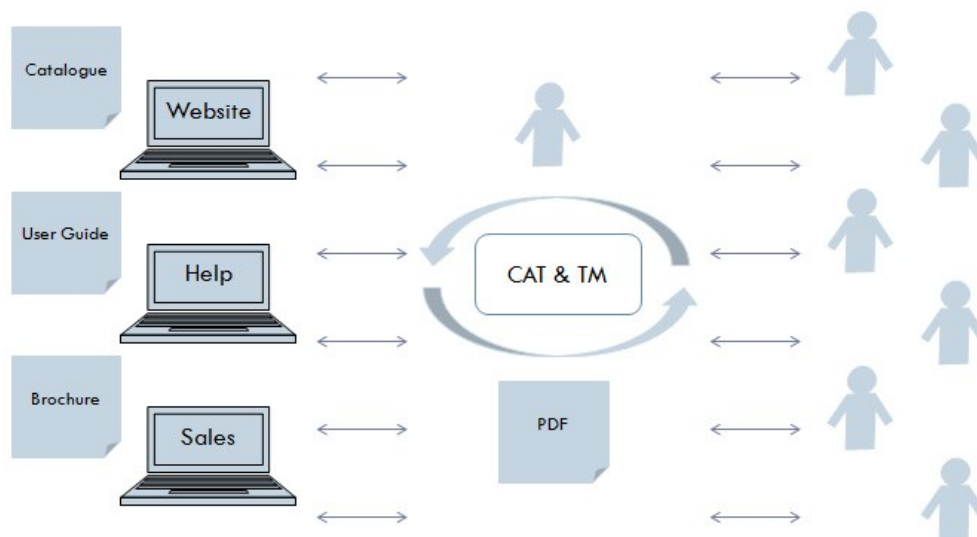 Catalogue
Website
User Guide
Help
CAT & TM
Brochure
Sales
PDF